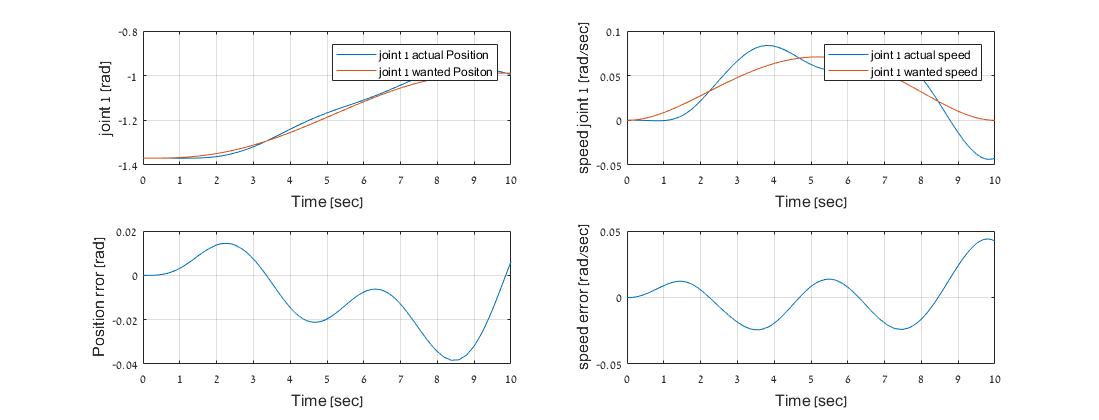 joint 1 [rad]
-0.8
-1
-1.2
-1.4
joint 1 actual Position
joint 1 wanted Positon
0 1 2 3 4 5 6 7 8 9 10
Time [sec]
speed joint 1 [rad/sec]
0.1
0.05
0
-0.05
joint 1 actual speed
joint 1 wanted speed
0 1 2 3 4 5 6 7 8 9 10
Time [sec]
Position rror [rad]
0.02
0
-0.02
-0.04
0 1 2 3 4 5 6 7 8 9 10
Time [sec]
speed error [rad/sec]
0.05
0
-0.05
0 1 2 3 4 5 6 7 8 9 10
Time [sec]